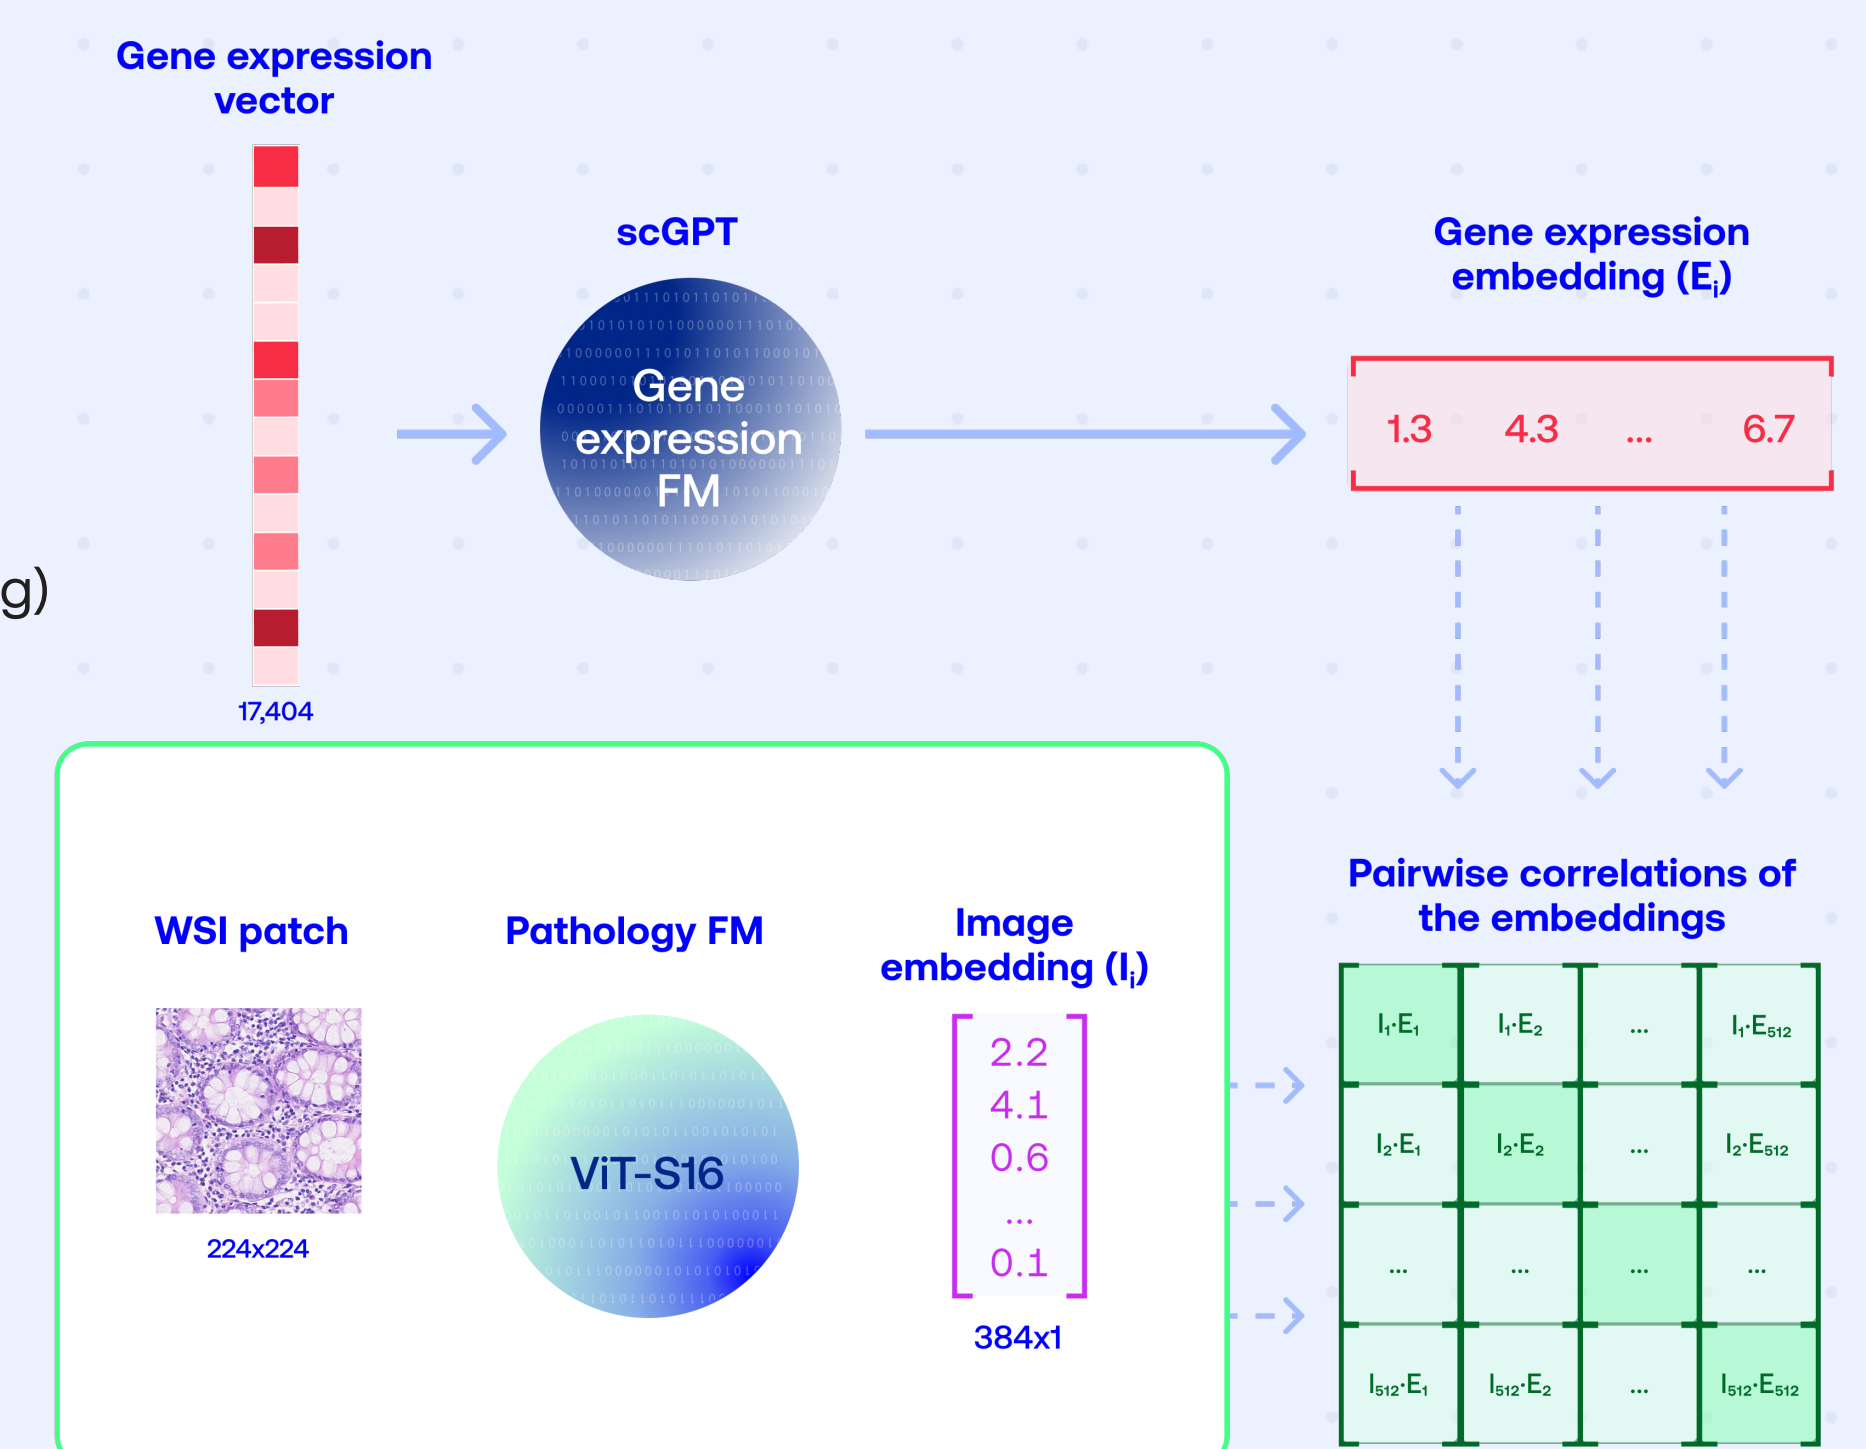 Gene expression
vector
17,404
g)
scGPT
Gene
expression
FM
Gene expression
embedding (Eᵢ)
1.3 4.3 ... 6.7
WSI patch
224x224
Pathology FM
ViT-S16
Image
embedding (Iᵢ)
2.2
4.1
0.6
...
0.1
384x1
Pairwise correlations of
the embeddings
I₁·E₁ I₁·E₂ ... I₁·E₅₁₂
I₂·E₁ I₂·E₂ ... I₂·E₅₁₂
... ... ... ...
I₅₁₂·E₁ I₅₁₂·E₂ ... I₅₁₂·E₅₁₂